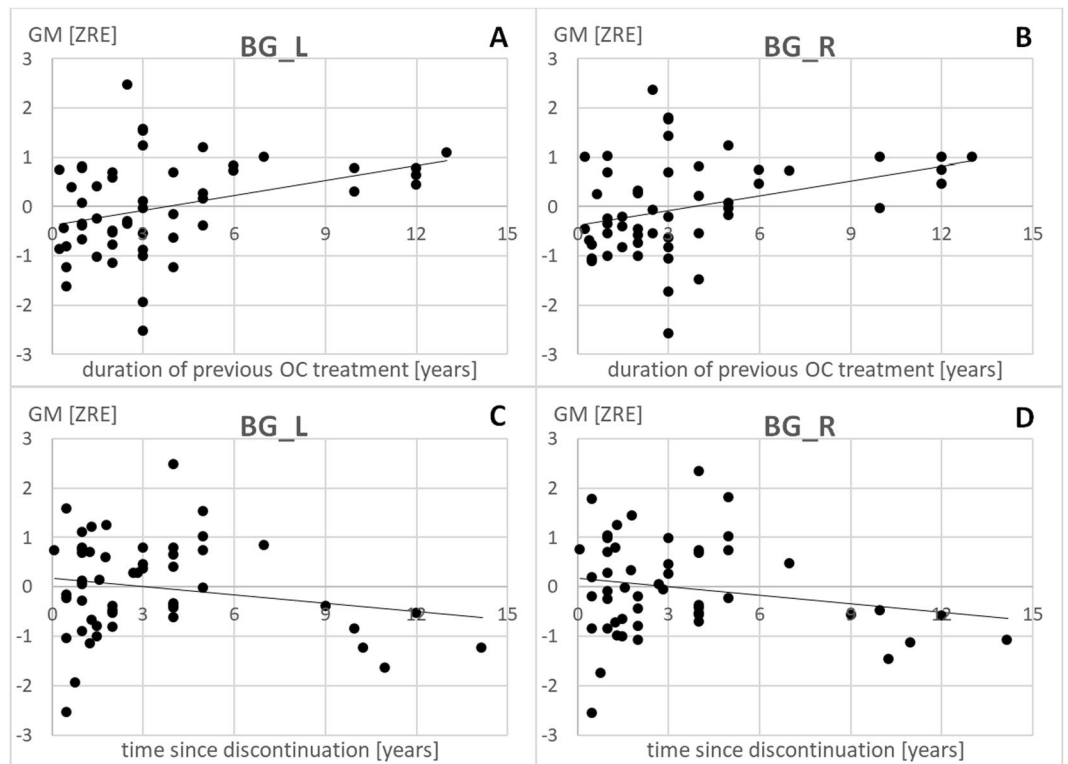 GM [ZRE] BG_L A
3
2
1
0
-1
-2
-3
0 3 6 9 12 15
duration of previous OC treatment [years]
GM [ZRE] BG_R B
3
2
1
0
-1
-2
-3
0 3 6 9 12 15
duration of previous OC treatment [years]
GM [ZRE] BG_L C
3
2
1
0
-1
-2
-3
0 3 6 9 12 15
time since discontinuation [years]
GM [ZRE] BG_R D
3
2
1
0
-1
-2
-3
0 3 6 9 12 15
time since discontinuation [years]